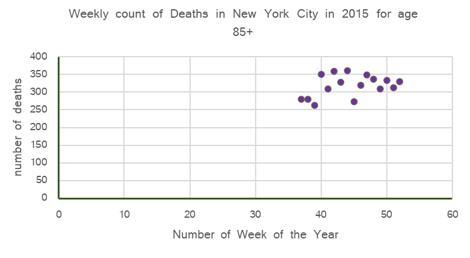 Weekly count of Deaths in New York City in 2015 for age
85+
400
350
300
250
200
150
100
50
0
number of deaths
0 10 20 30 40 50 60
Number of Week of the Year